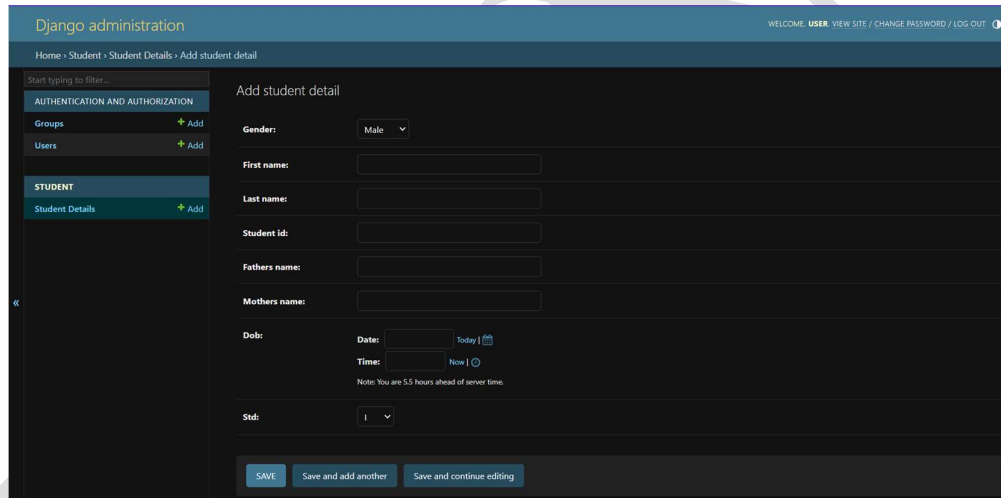 Django administration
WELCOME, USER. VIEW SITE / CHANGE PASSWORD / LOG OUT
Home › Student › Student Details › Add student detail
Start typing to filter...
AUTHENTICATION AND AUTHORIZATION
Groups + Add
Users + Add
STUDENT
Student Details + Add
«
Add student detail
Gender: Male
First name:
Last name:
Student id:
Fathers name:
Mothers name:
Dob: Date: Today |
Time: Now |
Note: You are 5.5 hours ahead of server time.
Std: I
SAVE Save and add another Save and continue editing